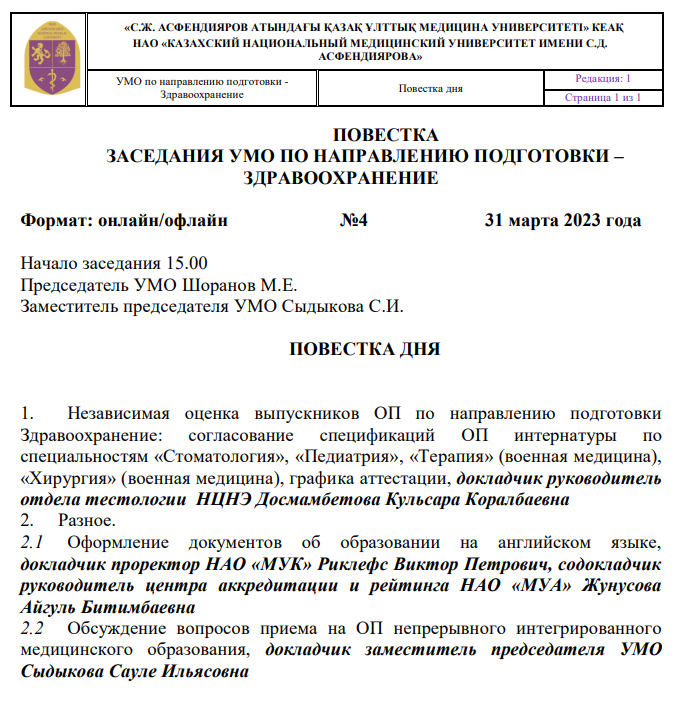 «С.Ж. АСФЕНДИЯРОВ АТЫНДАҒЫ ҚАЗАҚ ҰЛТТЫҚ МЕДИЦИНА УНИВЕРСИТЕТІ» КЕАҚ
НАО «КАЗАХСКИЙ НАЦИОНАЛЬНЫЙ МЕДИЦИНСКИЙ УНИВЕРСИТЕТ ИМЕНИ С.Д.
АСФЕНДИЯРОВА»
УМО по направлению подготовки -
Здравоохранение
Повестка дня
Редакция: 1
Страница 1 из 1
ПОВЕСТКА
ЗАСЕДАНИЯ УМО ПО НАПРАВЛЕНИЮ ПОДГОТОВКИ –
ЗДРАВООХРАНЕНИЕ
Формат: онлайн/офлайн №4 31 марта 2023 года
Начало заседания 15.00
Председатель УМО Шоранов М.Е.
Заместитель председателя УМО Сыдыкова С.И.
ПОВЕСТКА ДНЯ
1. Независимая оценка выпускников ОП по направлению подготовки
Здравоохранение: согласование спецификаций ОП интернатуры по
специальностям «Стоматология», «Педиатрия», «Терапия» (военная медицина),
«Хирургия» (военная медицина), графика аттестации, докладчик руководитель
отдела тестологии НЦНЭ Досмамбетова Кульсара Коралбаевна
2. Разное.
2.1 Оформление документов об образовании на английском языке,
докладчик проректор НАО «МУК» Риклефс Виктор Петрович, содокладчик
руководитель центра аккредитации и рейтинга НАО «МУА» Жунусова
Айгуль Битимбаевна
2.2 Обсуждение вопросов приема на ОП непрерывного интегрированного
медицинского образования, докладчик заместитель председателя УМО
Сыдыкова Сауле Ильясовна